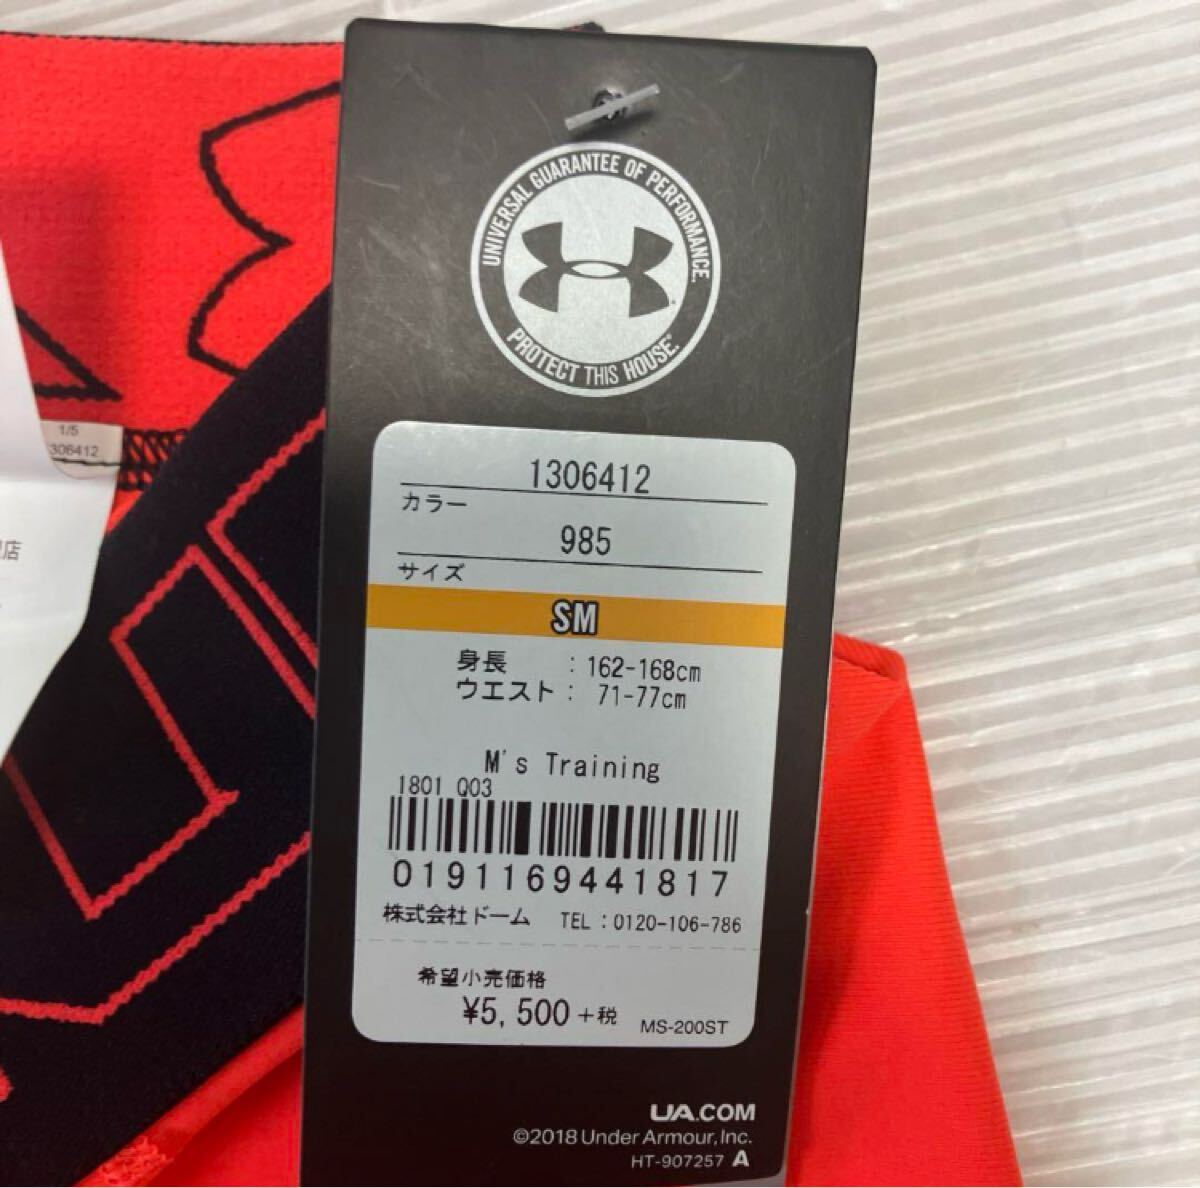 UNIVERSAL GUARANTEE OF PERFORMANCE.
PROTECT THIS HOUSE.
1306412
カラー
985
サイズ
SM
身長 : 162-168cm
ウエスト : 71-77cm
M's Training
1801 Q03
0191169441817
株式会社ドーム TEL : 0120-106-786
希望小売価格
¥5,500 +税 MS-200ST
UA.COM
©2018 Under Armour, Inc.
HT-907257 A
1/5
306412
店